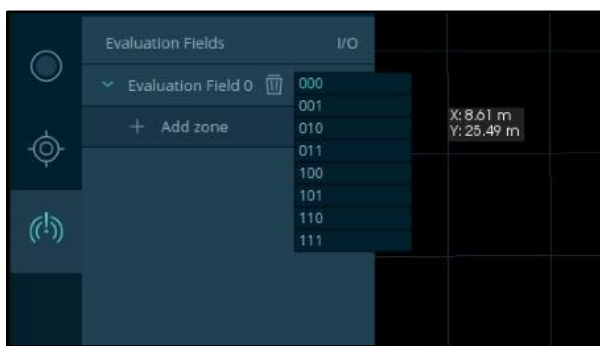 Evaluation Fields I/O
Evaluation Field 0
000
001
+ Add zone
010
011
100
101
110
111
X: 8.61 m
Y: 25.49 m